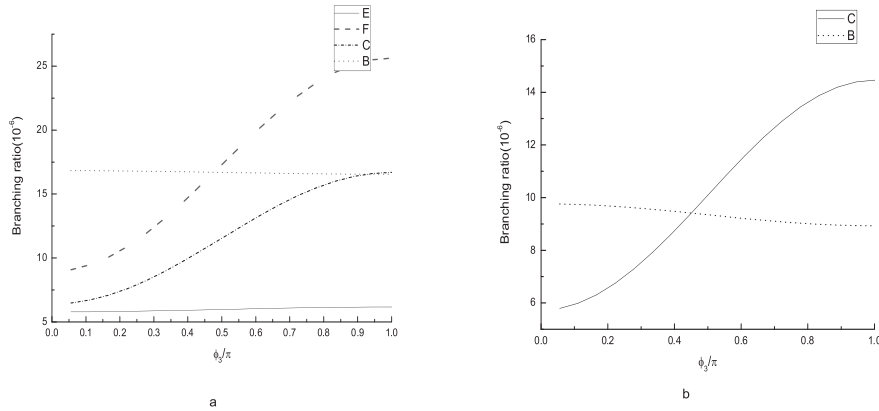 E
F
C
B
25
20
15
10
5
0.0 0.1 0.2 0.3 0.4 0.5 0.6 0.7 0.8 0.9 1.0
Branching ratio(10⁻⁶)
ϕ₃/π
a
C
B
16
14
12
10
8
6
0.0 0.2 0.4 0.6 0.8 1.0
Branching ratio(10⁻⁶)
ϕ₃/π
b